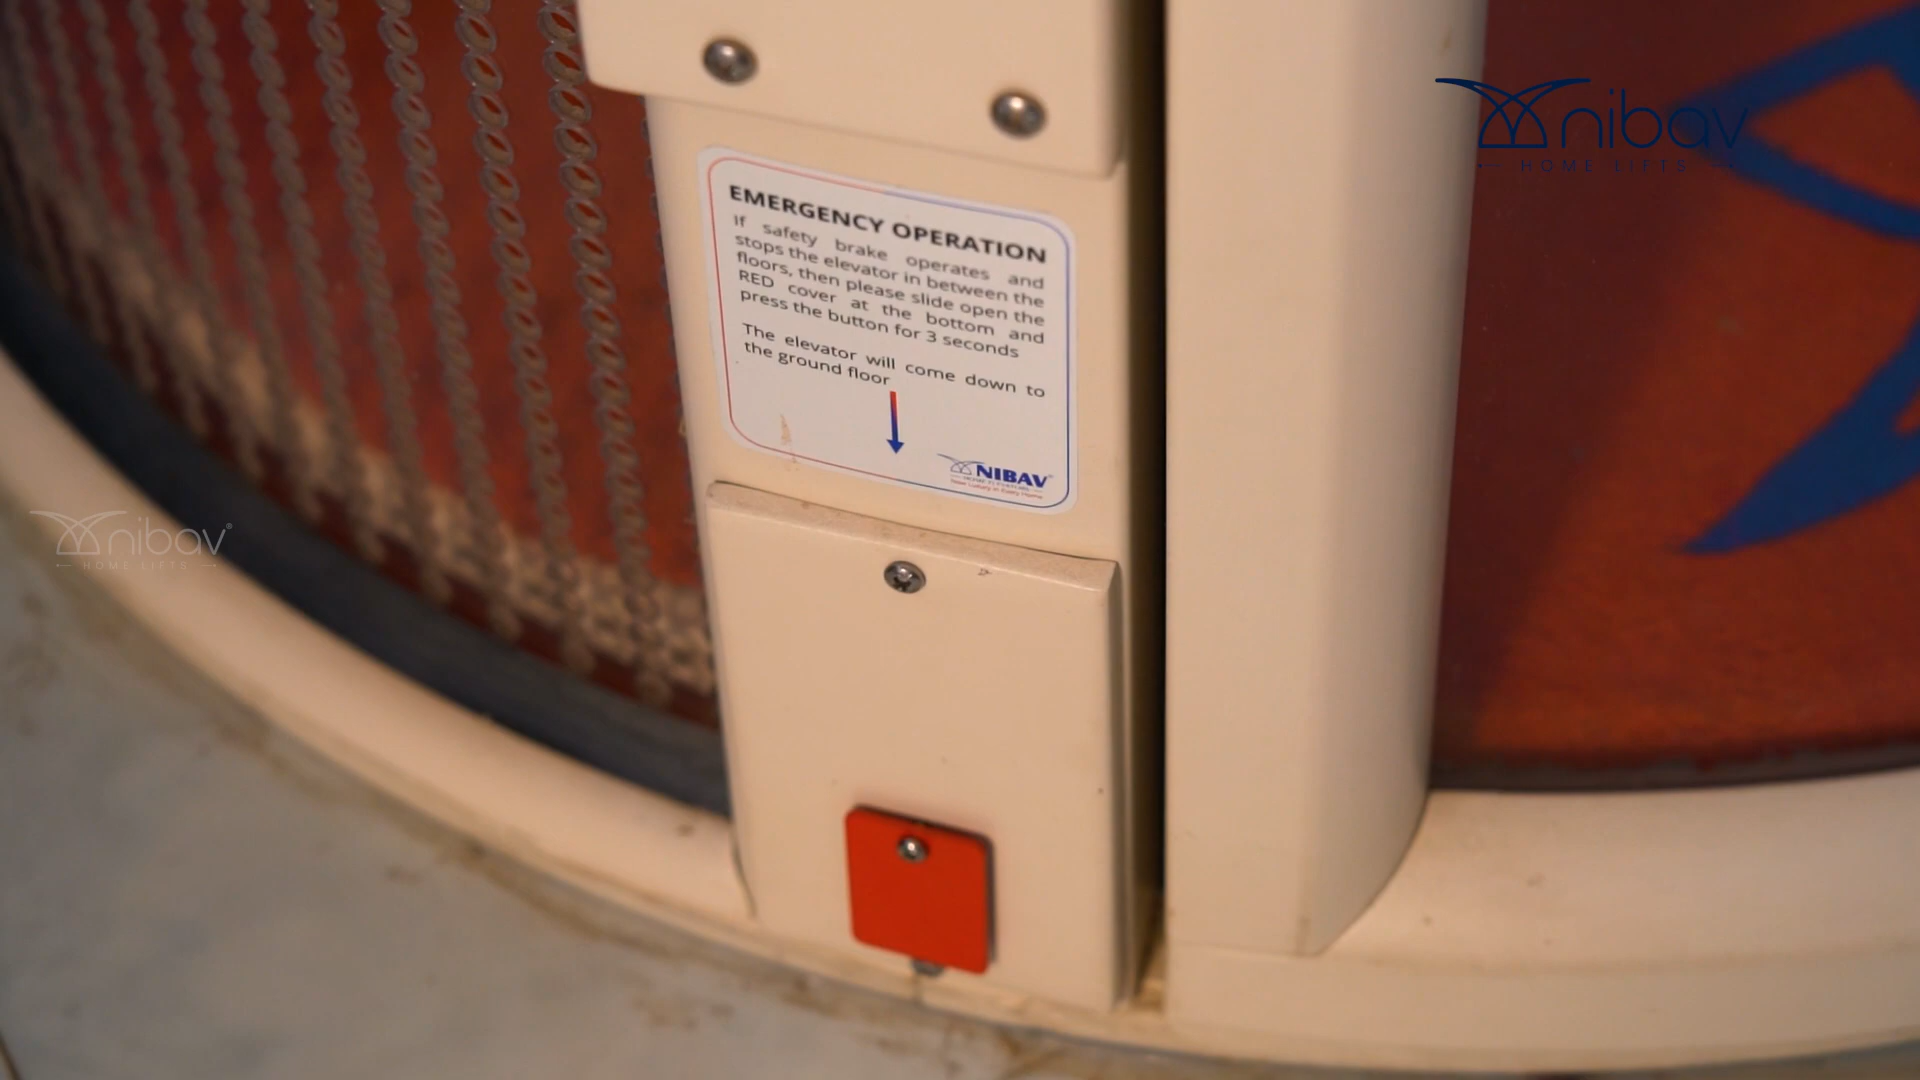 nibav
HOME LIFTS
EMERGENCY OPERATION
If safety brake operates and
stops the elevator in between the
floors, then please slide open the
RED cover at the bottom and
press the button for 3 seconds
The elevator will come down to
the ground floor
NIBAV
nibav®
HOME LIFTS